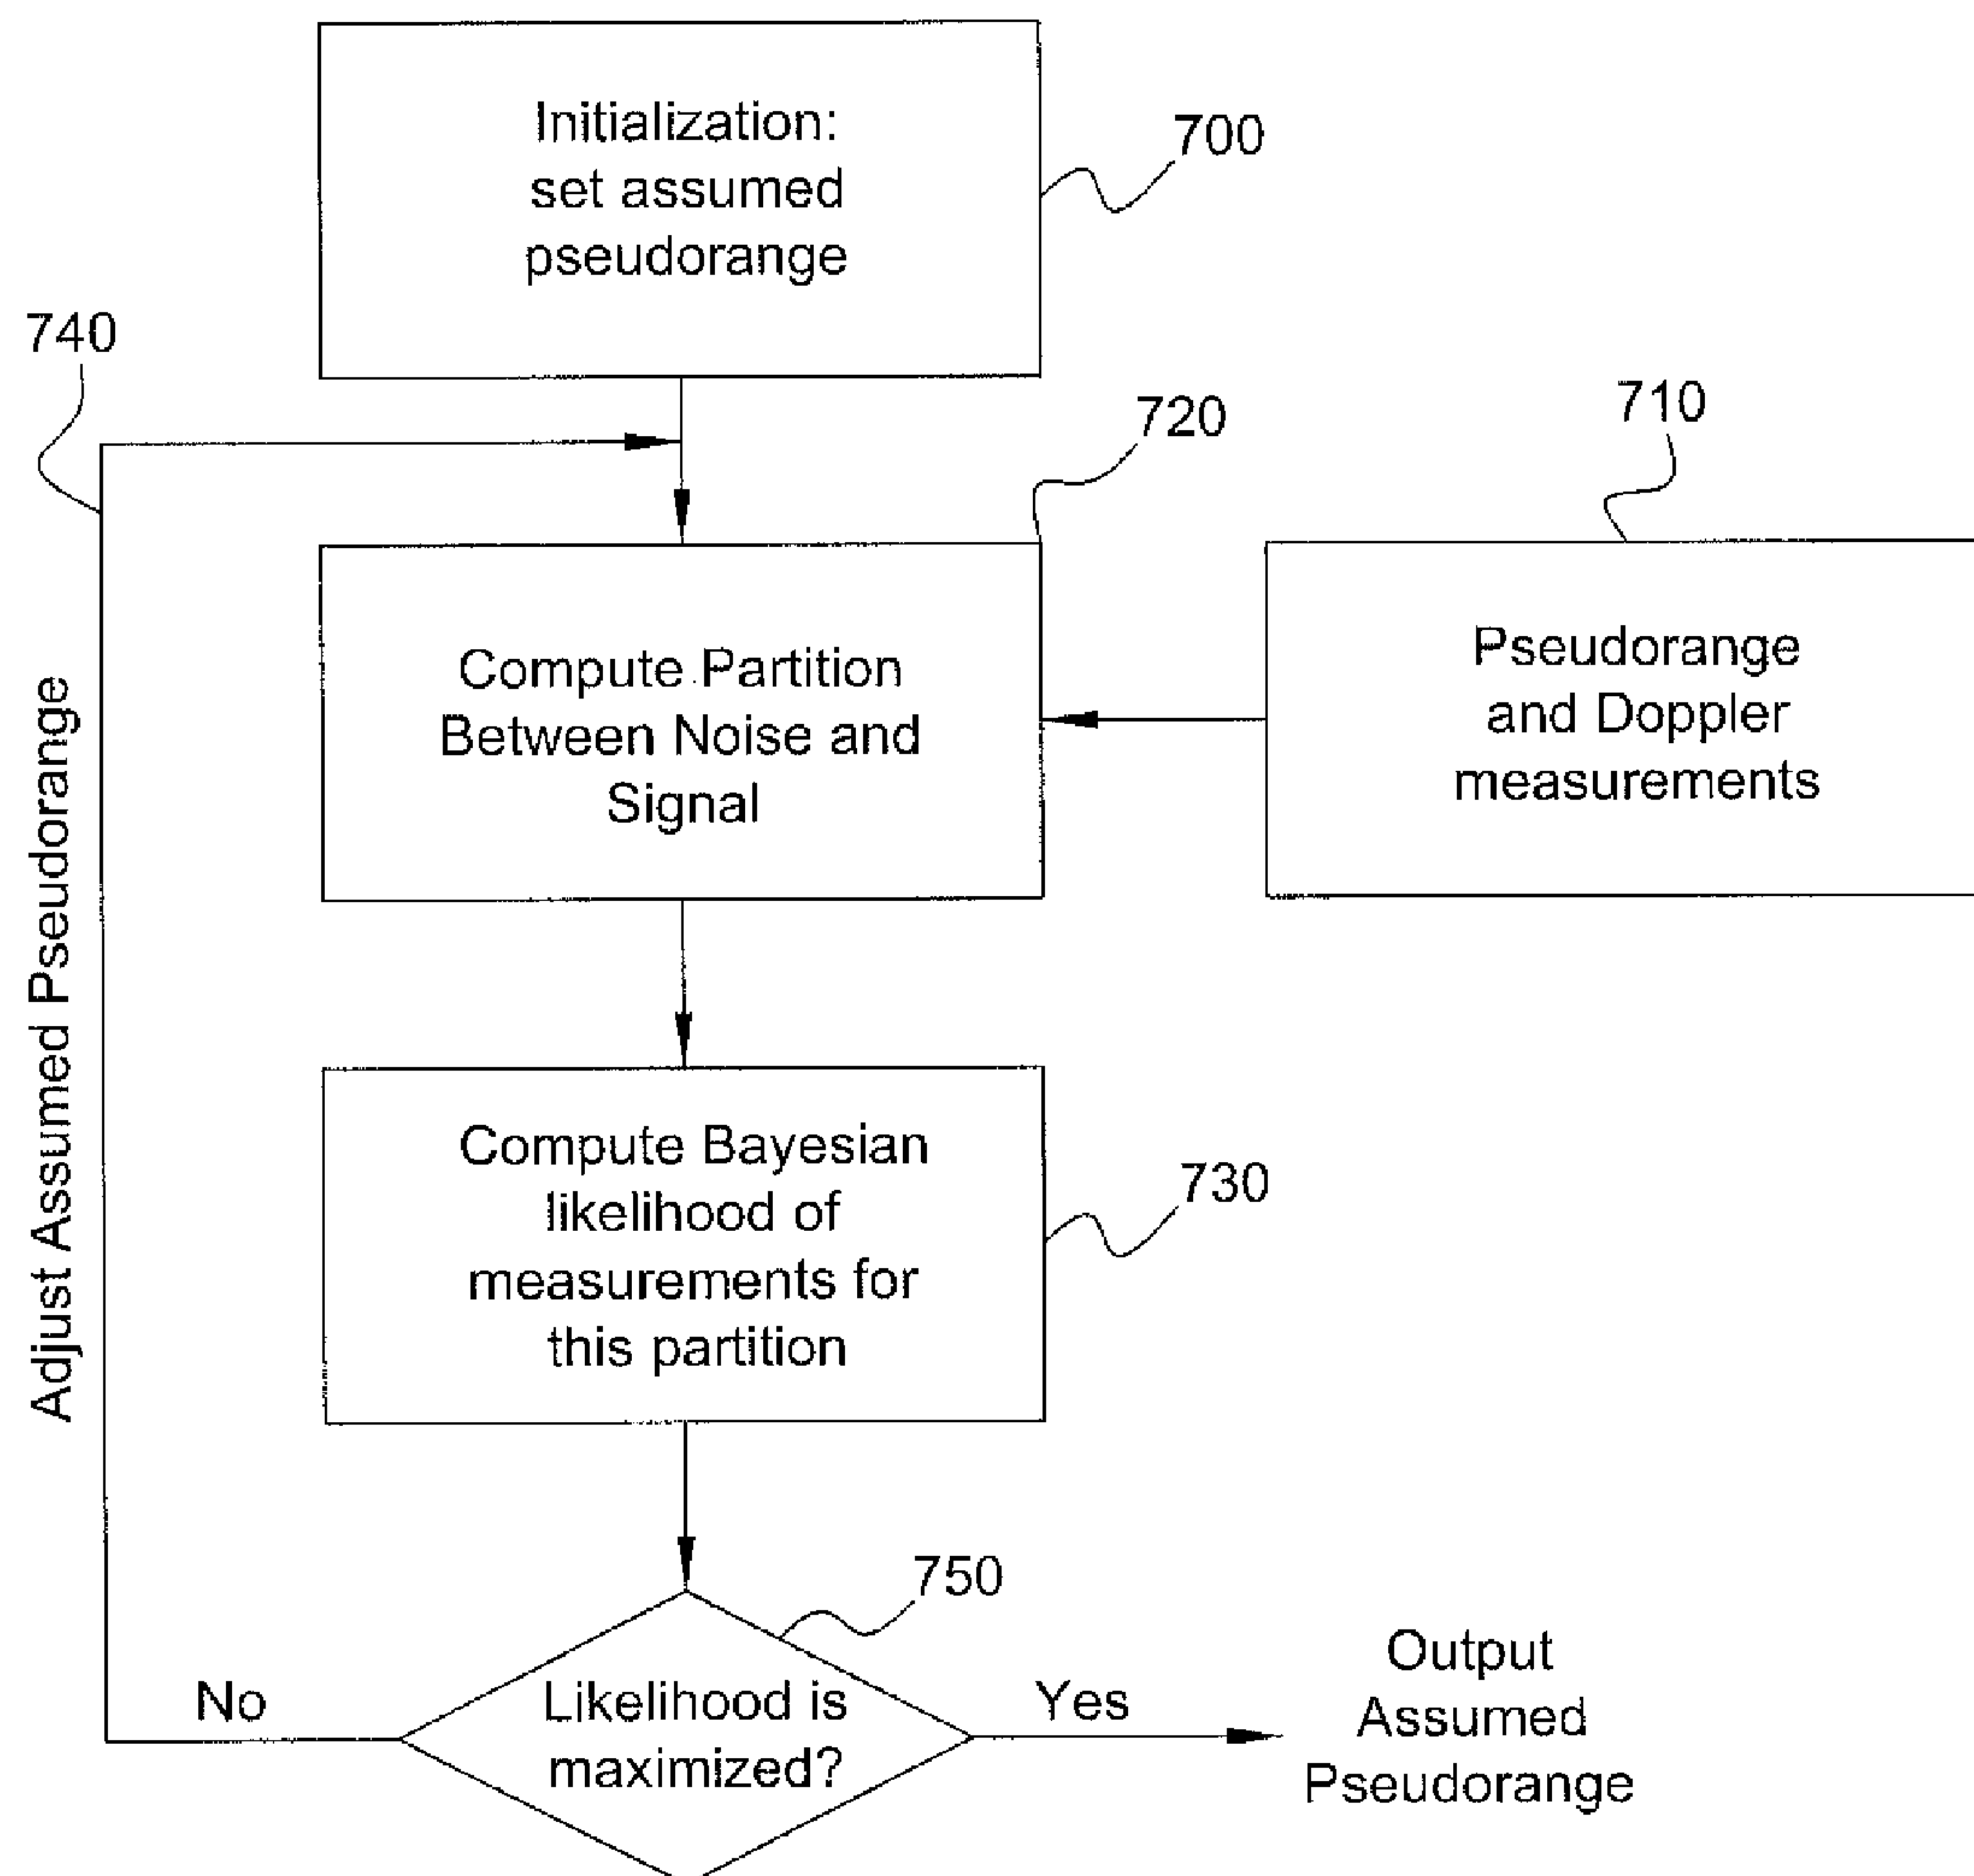 Initialization:
set assumed
pseudorange
700
740
720
710
Compute Partition
Between Noise and
Signal
Pseudorange
and Doppler
measurements
Adjust Assumed Pseudorange
Compute Bayesian
likelihood of
measurements for
this partition
730
750
No
Likelihood is
maximized?
Yes
Output
Assumed
Pseudorange